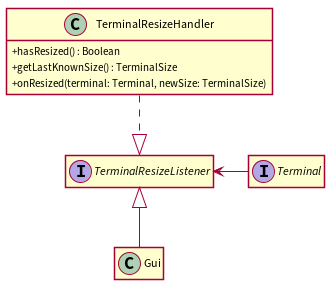 C TerminalResizeHandler
+hasResized() : Boolean
+getLastKnownSize() : TerminalSize
+onResized(terminal: Terminal, newSize: TerminalSize)
I TerminalResizeListener
I Terminal
C Gui